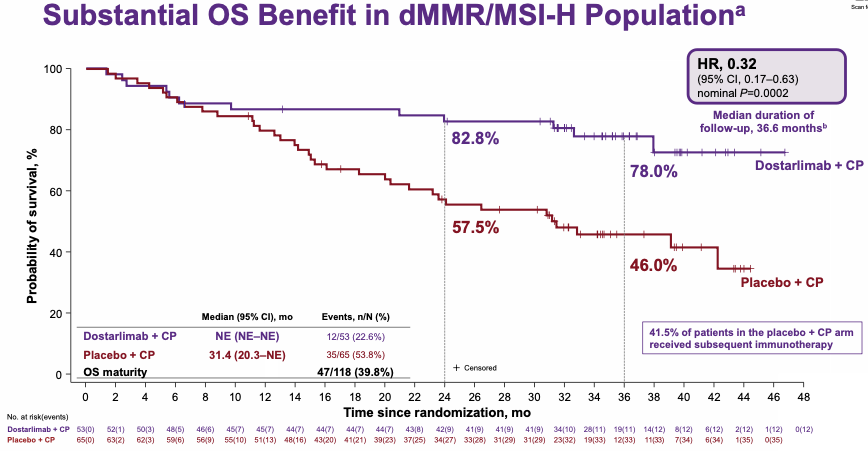 Scan f
Substantial OS Benefit in dMMR/MSI-H Populationᵃ
HR, 0.32
(95% CI, 0.17–0.63)
nominal P=0.0002
Median duration of
follow-up, 36.6 monthsᵇ
Probability of survival, %
100
80
60
40
20
0
82.8%
78.0%
Dostarlimab + CP
57.5%
46.0%
Placebo + CP
Median (95% CI), mo Events, n/N (%)
Dostarlimab + CP NE (NE–NE) 12/53 (22.6%)
Placebo + CP 31.4 (20.3–NE) 35/65 (53.8%)
OS maturity 47/118 (39.8%)
+ Censored
41.5% of patients in the placebo + CP arm
received subsequent immunotherapy
0 2 4 6 8 10 12 14 16 18 20 22 24 26 28 30 32 34 36 38 40 42 44 46 48
Time since randomization, mo
No. at risk(events)
Dostarlimab + CP 53(0) 52(1) 50(3) 48(5) 46(6) 45(7) 45(7) 44(7) 44(7) 44(7) 44(7) 43(8) 42(9) 41(9) 41(9) 41(9) 34(10) 28(11) 19(11) 14(12) 8(12) 6(12) 2(12) 1(12) 0(12)
Placebo + CP 65(0) 63(2) 62(3) 59(6) 56(9) 55(10) 51(13) 48(16) 43(20) 41(21) 39(23) 37(25) 34(27) 33(28) 31(29) 31(29) 23(32) 19(33) 12(33) 11(33) 7(34) 6(34) 1(35) 0(35)